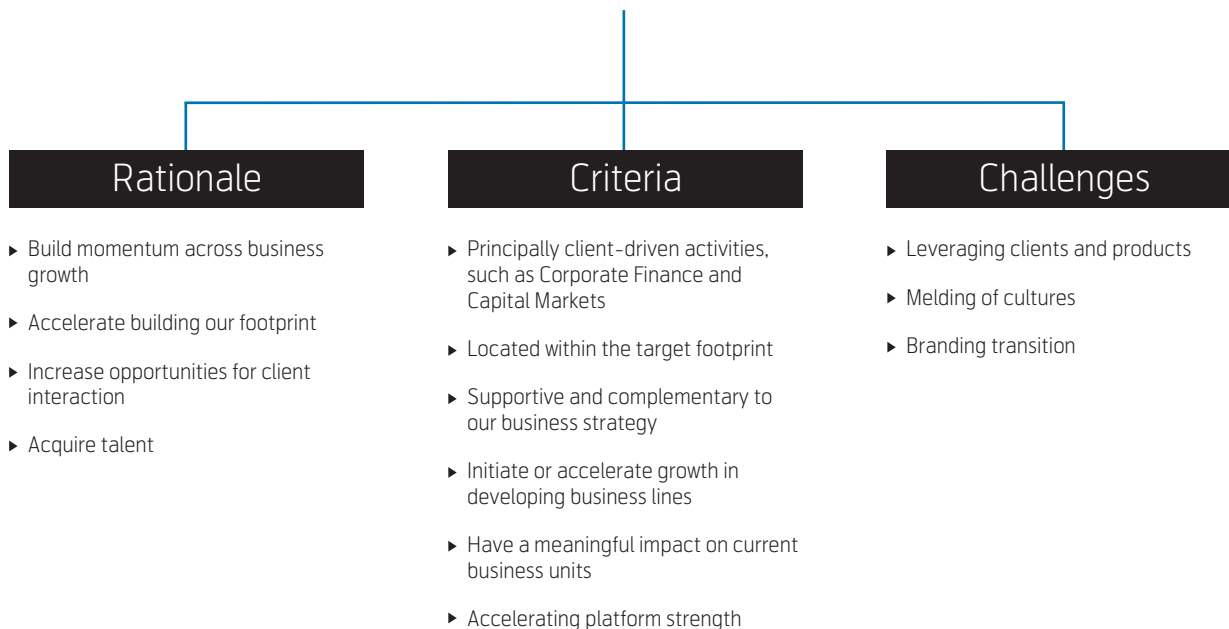 Rationale
▸ Build momentum across business
growth
▸ Accelerate building our footprint
▸ Increase opportunities for client
interaction
▸ Acquire talent
Criteria
▸ Principally client-driven activities,
such as Corporate Finance and
Capital Markets
▸ Located within the target footprint
▸ Supportive and complementary to
our business strategy
▸ Initiate or accelerate growth in
developing business lines
▸ Have a meaningful impact on current
business units
▸ Accelerating platform strength
Challenges
▸ Leveraging clients and products
▸ Melding of cultures
▸ Branding transition